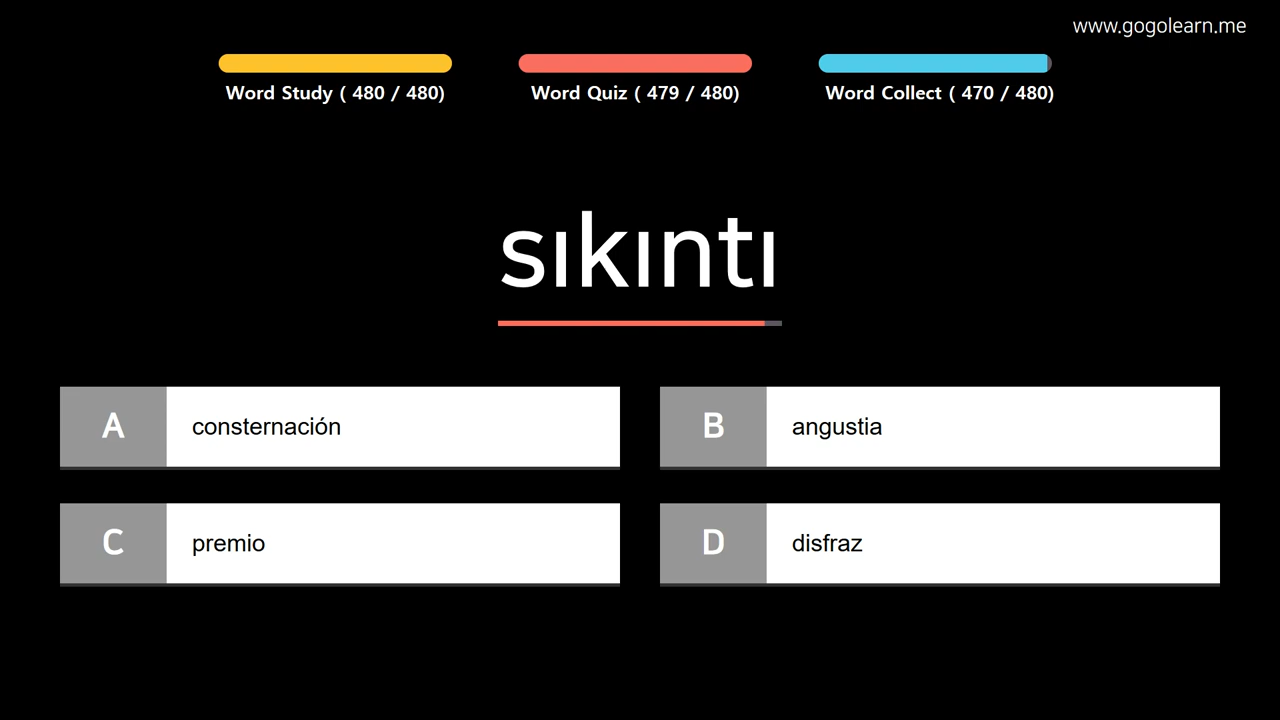 www.gogolearn.me
Word Study ( 480 / 480)
Word Quiz ( 479 / 480)
Word Collect ( 470 / 480)
sıkıntı
A consternación
B angustia
C premio
D disfraz